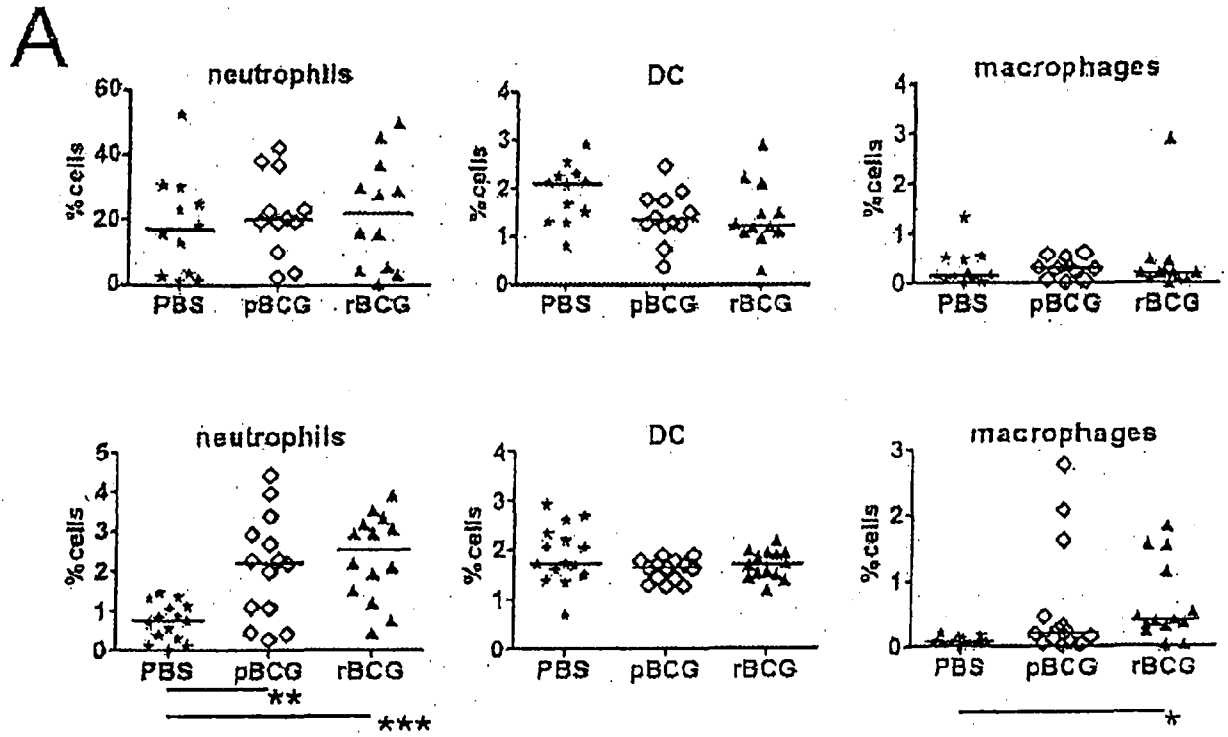 A
neutrophils
DC
macrophages
% cells
60
40
20
0
% cells
4
3
2
1
0
% cells
4
3
2
1
0
PBS pBCG rBCG
PBS pBCG rBCG
PBS pBCG rBCG
neutrophils
DC
macrophages
% cells
5
4
3
2
1
0
% cells
4
3
2
1
0
% cells
3
2
1
0
PBS pBCG rBCG
PBS pBCG rBCG
PBS pBCG rBCG
**
***
*